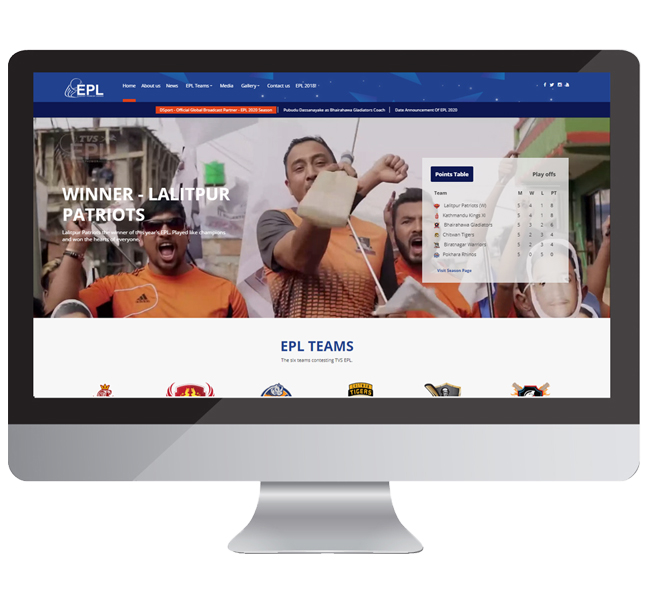 EPL
Home About us News EPL Teams Media Gallery Contact us EPL 2018!
DSport - Official Global Broadcast Partner - EPL 2020 Season | Pubudu Dassanayake as Bhairahawa Gladiators Coach | Date Announcement Of EPL 2020
TVS
EPL
WINNER - LALITPUR
PATRIOTS
Lalitpur Patriots the winner of this year's EPL. Played like champions
and won the hearts of everyone.
Points Table Play offs
Team M W L PT
Lalitpur Patriots (W) 5 4 1 8
Kathmandu Kings XI 5 4 1 8
Bhairahawa Gladiators 5 3 2 6
Chitwan Tigers 5 2 3 4
Biratnagar Warriors 5 2 3 4
Pokhara Rhinos 5 0 5 0
Visit Season Page
adidas
EPL TEAMS
The six teams contesting TVS EPL.
TIGERS